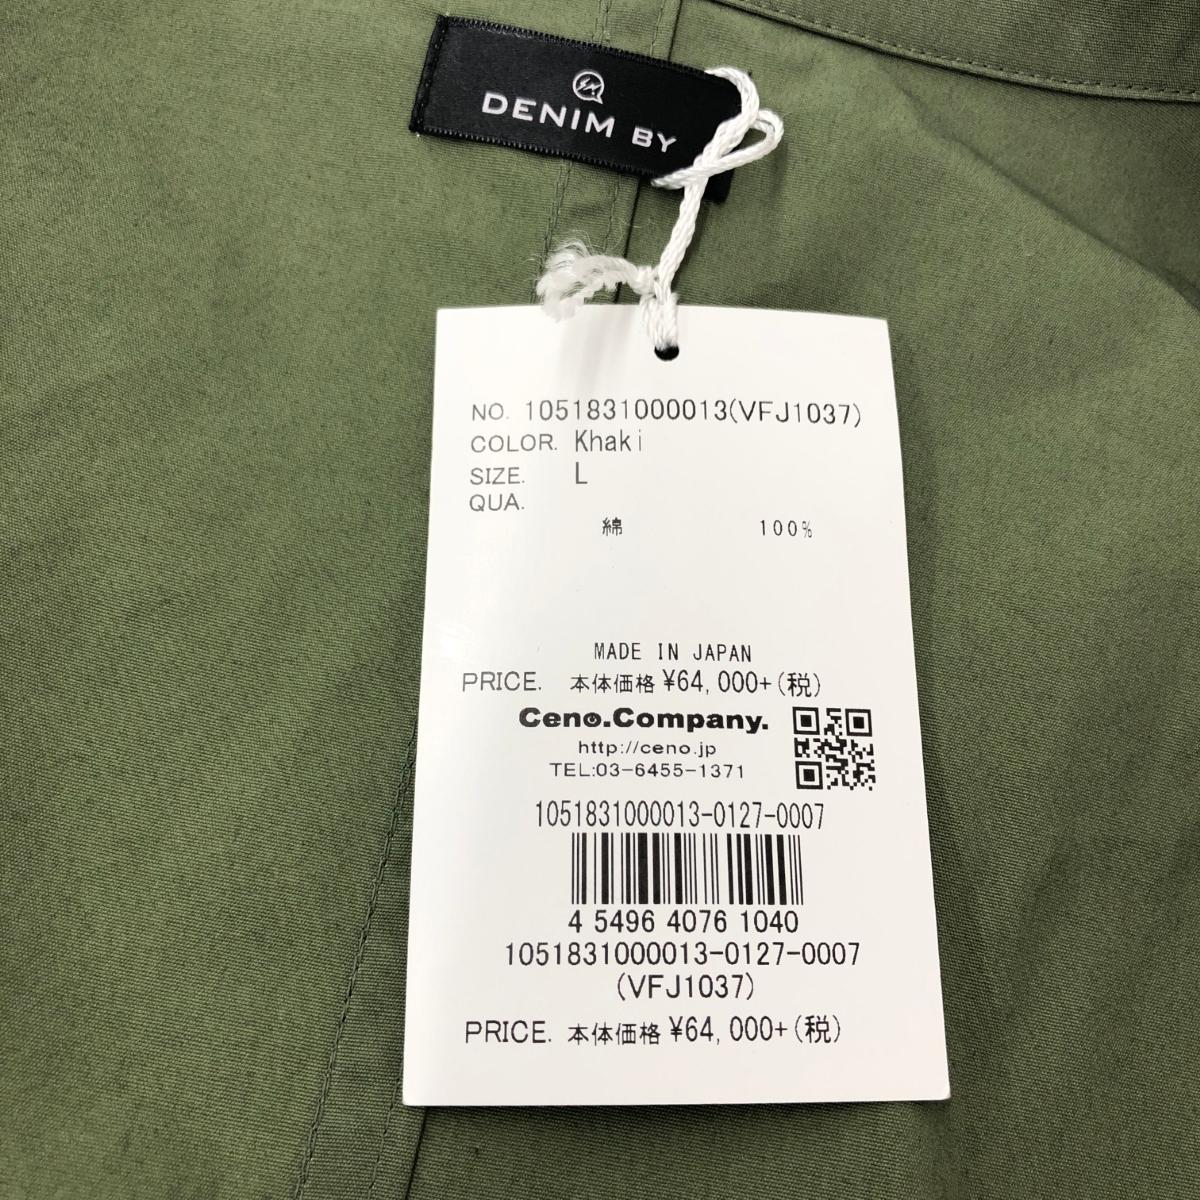 DENIM BY
NO. 1051831000013(VFJ1037)
COLOR. Khaki
SIZE. L
QUA.
綿 100%
MADE IN JAPAN
PRICE. 本体価格 ¥64,000+(税)
Ceno.Company.
http://ceno.jp
TEL:03-6455-1371
1051831000013-0127-0007
4 5496 4076 1040
1051831000013-0127-0007
(VFJ1037)
PRICE. 本体価格 ¥64,000+(税)